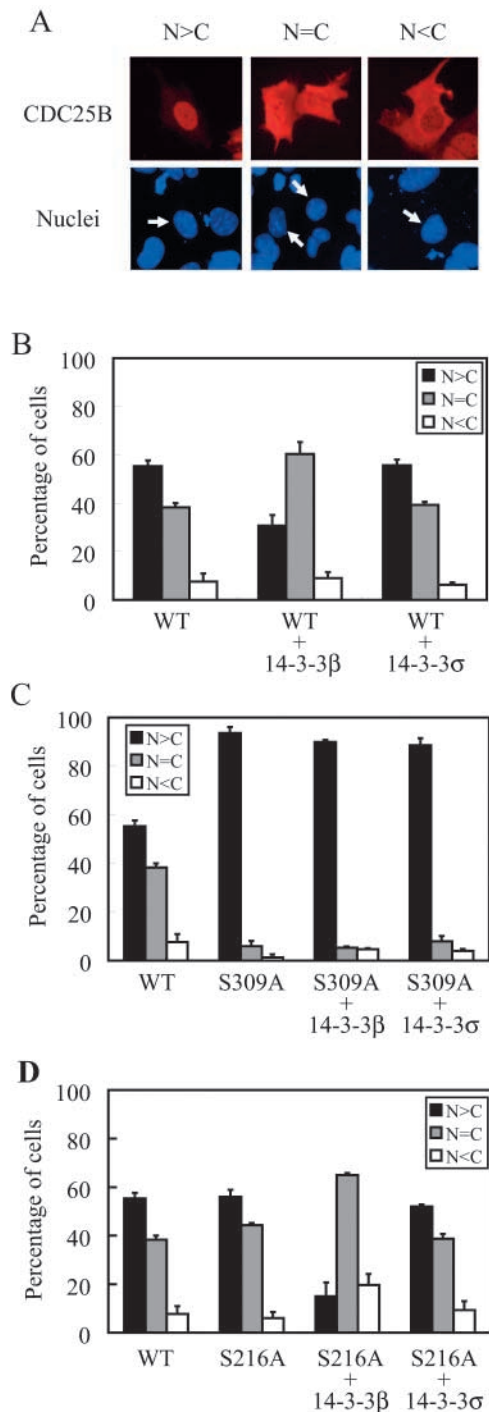 A
N>C N=C N<C
CDC25B
Nuclei
B
Percentage of cells
100
80
60
40
20
0
N>C
N=C
N<C
WT WT WT
+ +
14-3-3β 14-3-3σ
C
Percentage of cells
100
80
60
40
20
0
N>C
N=C
N<C
WT S309A S309A S309A
+ +
14-3-3β 14-3-3σ
D
Percentage of cells
100
80
60
40
20
0
N>C
N=C
N<C
WT S216A S216A S216A
+ +
14-3-3β 14-3-3σ